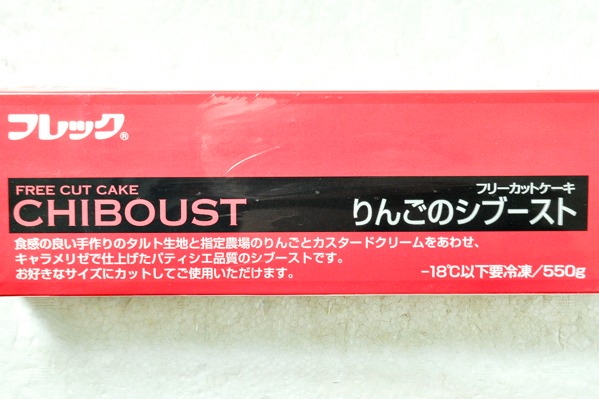 フレック®
FREE CUT CAKE
CHIBOUST
フリーカットケーキ
りんごのシブースト
食感の良い手作りのタルト生地と指定農場のりんごとカスタードクリームをあわせ、
キャラメリゼで仕上げたパティシエ品質のシブーストです。
お好きなサイズにカットしてご使用いただけます。
-18℃以下要冷凍/550g